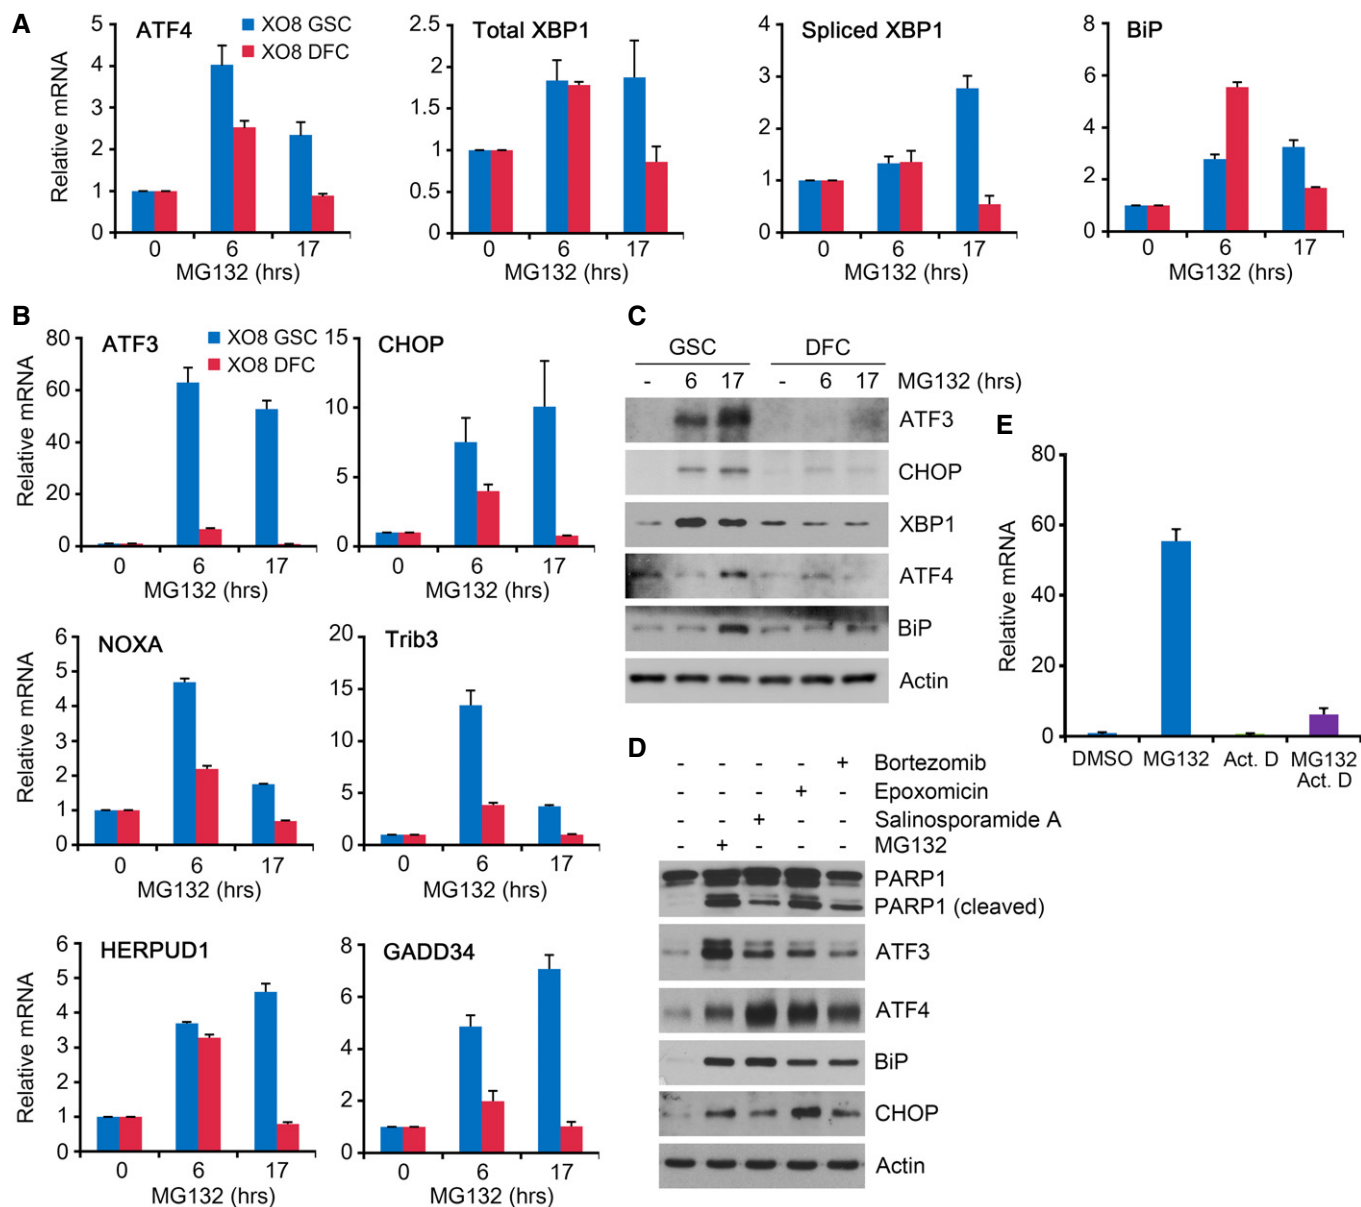 A
ATF4
XO8 GSC
XO8 DFC
Relative mRNA
5
4
3
2
1
0
0 6 17
MG132 (hrs)
Total XBP1
2.5
2
1.5
1
0.5
0
0 6 17
MG132 (hrs)
Spliced XBP1
4
3
2
1
0
0 6 17
MG132 (hrs)
BiP
8
6
4
2
0
0 6 17
MG132 (hrs)
B
ATF3
XO8 GSC
XO8 DFC
Relative mRNA
80
60
40
20
0
0 6 17
MG132 (hrs)
CHOP
15
10
5
0
0 6 17
MG132 (hrs)
NOXA
Relative mRNA
6
5
4
3
2
1
0
0 6 17
MG132 (hrs)
Trib3
20
15
10
5
0
0 6 17
MG132 (hrs)
HERPUD1
Relative mRNA
6
5
4
3
2
1
0
0 6 17
MG132 (hrs)
GADD34
8
6
4
2
0
0 6 17
MG132 (hrs)
C
GSC DFC
- 6 17 - 6 17 MG132 (hrs)
ATF3
CHOP
XBP1
ATF4
BiP
Actin
D
- - - - + Bortezomib
- - - + - Epoxomicin
- - + - - Salinosporamide A
- + - - - MG132
PARP1
PARP1 (cleaved)
ATF3
ATF4
BiP
CHOP
Actin
E
Relative mRNA
80
60
40
20
0
DMSO MG132 Act. D MG132
Act. D